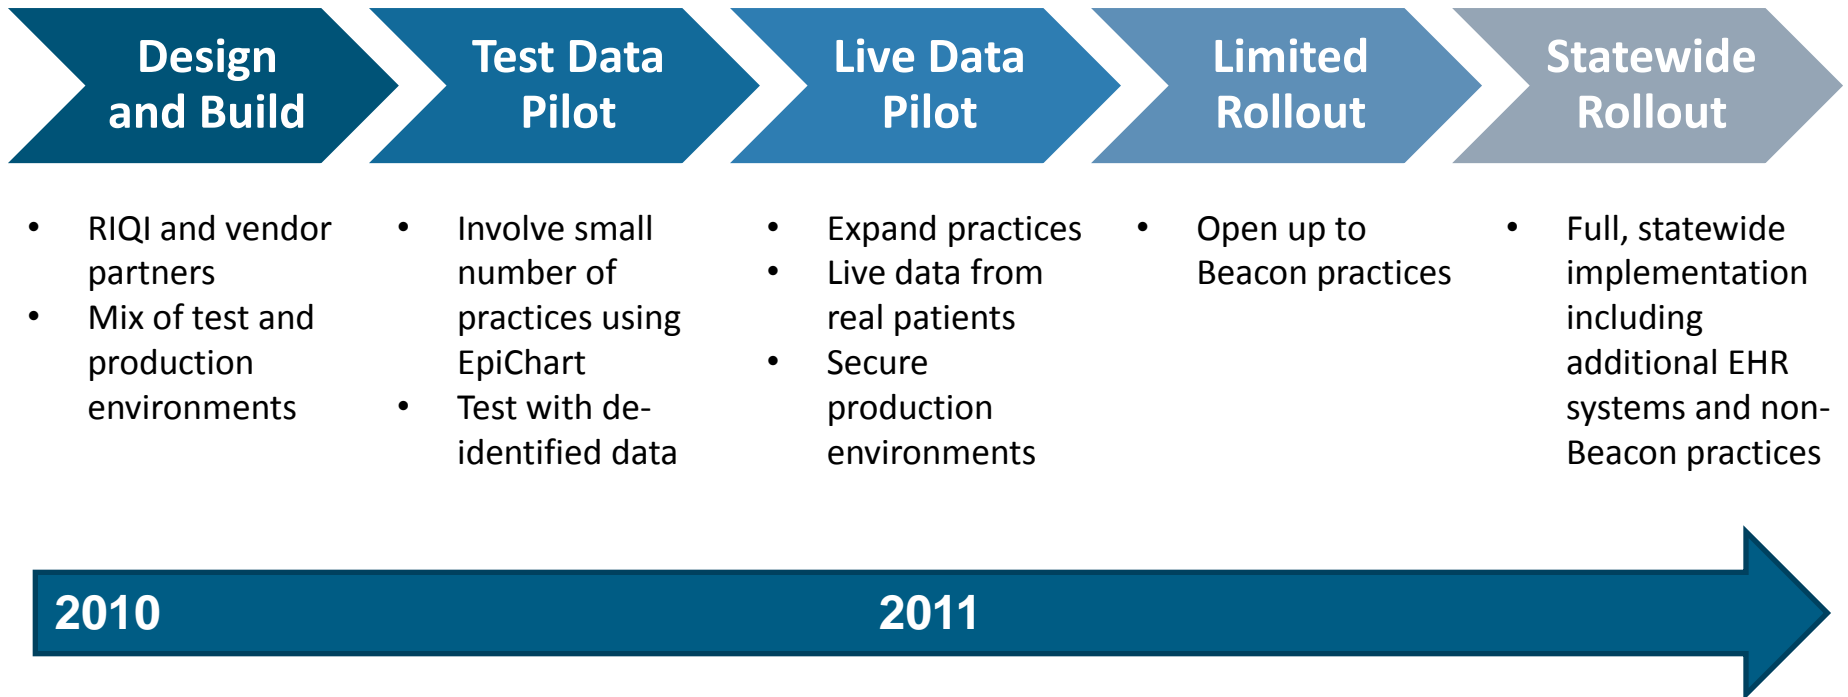 Design
and Build
Test Data
Pilot
Live Data
Pilot
Limited
Rollout
Statewide
Rollout
• RIQI and vendor
partners
• Mix of test and
production
environments
• Involve small
number of
practices using
EpiChart
• Test with de-
identified data
• Expand practices
• Live data from
real patients
• Secure
production
environments
• Open up to
Beacon practices
• Full, statewide
implementation
including
additional EHR
systems and non-
Beacon practices
2010
2011